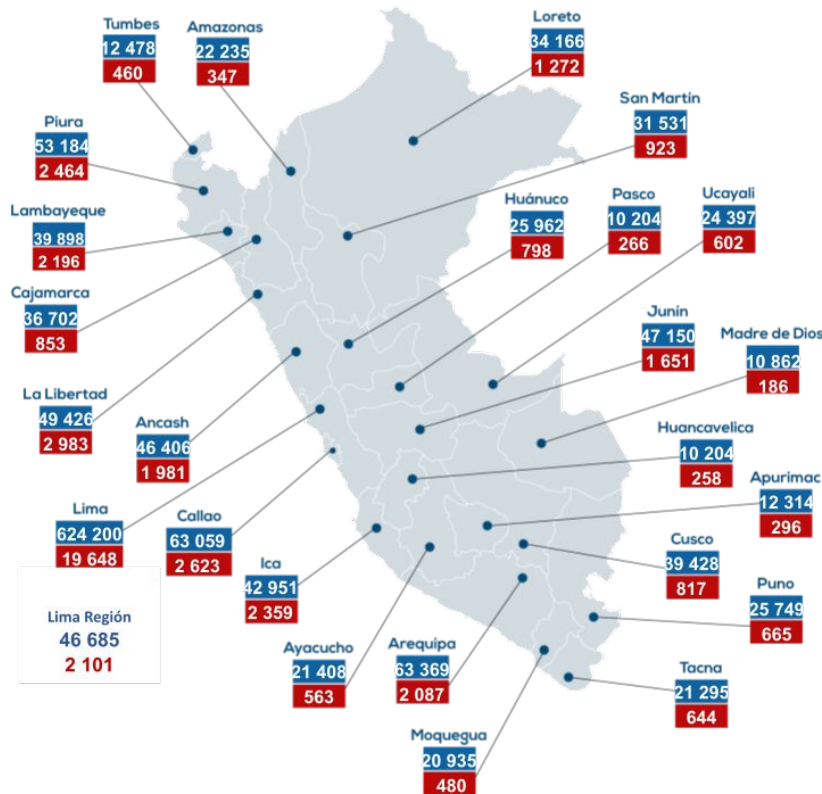 Tumbes
12 478
460
Amazonas
22 235
347
Loreto
34 166
1 272
San Martín
31 531
923
Piura
53 184
2 464
Lambayeque
39 898
2 196
Huánuco
25 962
798
Pasco
10 204
266
Ucayali
24 397
602
Cajamarca
36 702
853
Junín
47 150
1 651
Madre de Dios
10 862
186
La Libertad
49 426
2 983
Ancash
46 406
1 981
Huancavelica
10 204
258
Apurimac
12 314
296
Lima
624 200
19 648
Callao
63 059
2 623
Ica
42 951
2 359
Cusco
39 428
817
Puno
25 749
665
Lima Región
46 685
2 101
Ayacucho
21 408
563
Arequipa
63 369
2 087
Tacna
21 295
644
Moquegua
20 935
480